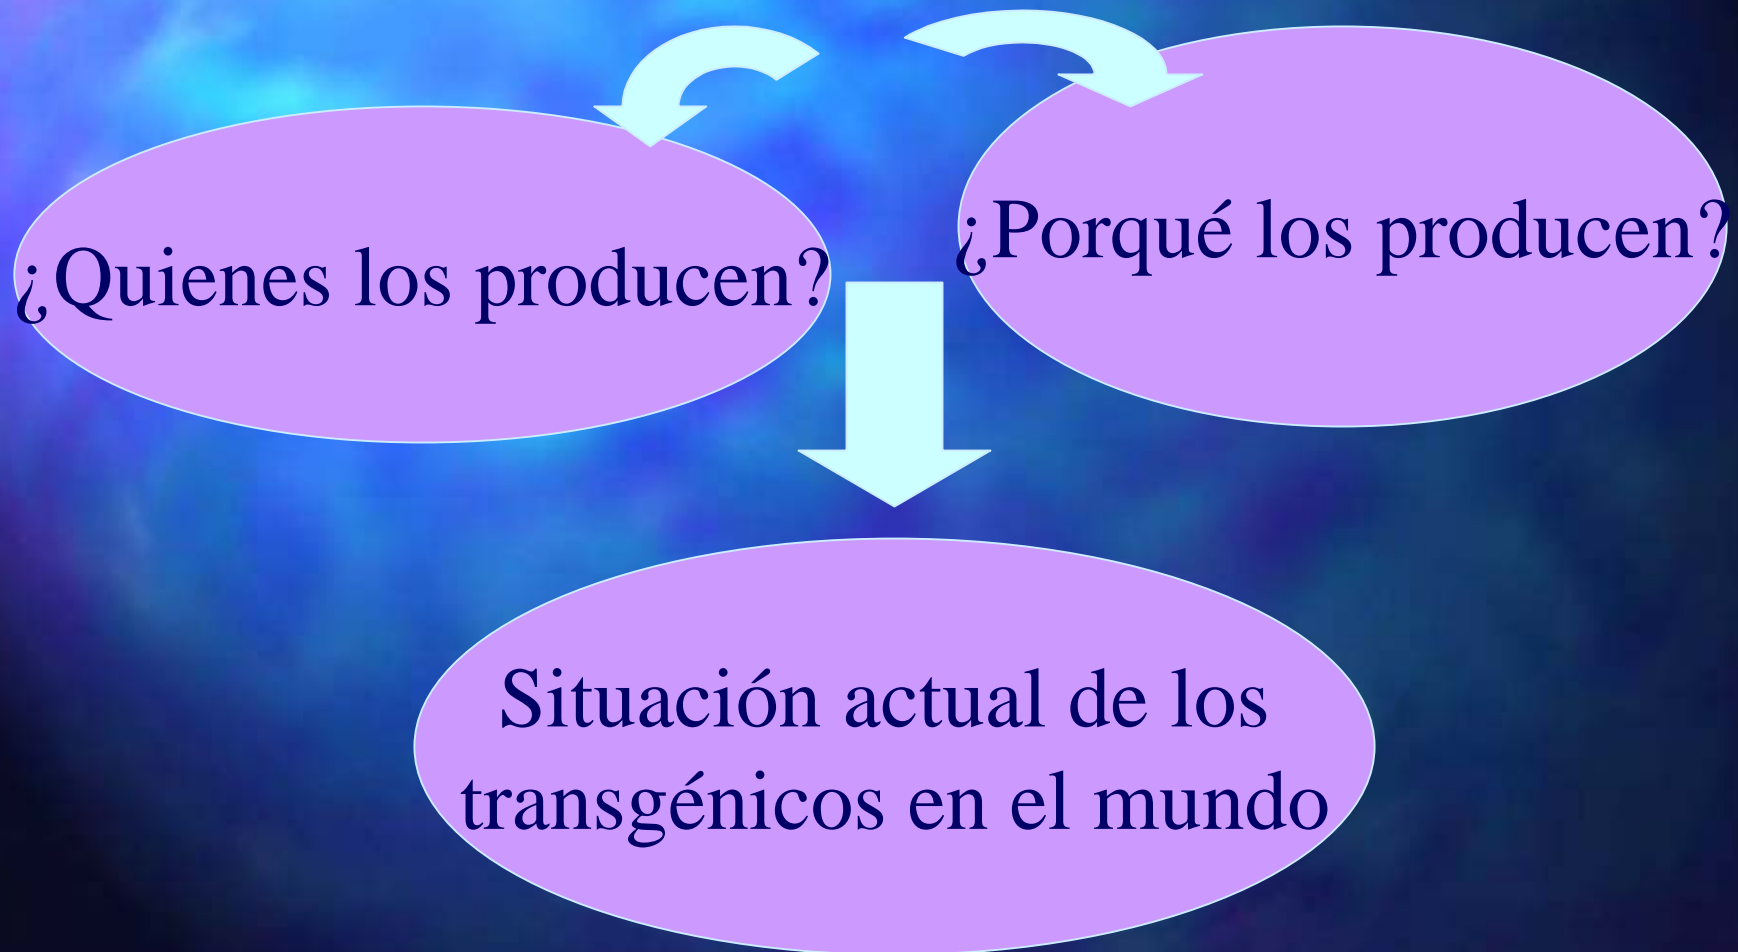 ¿Quienes los producen?
¿Porqué los producen?
Situación actual de los
transgénicos en el mundo